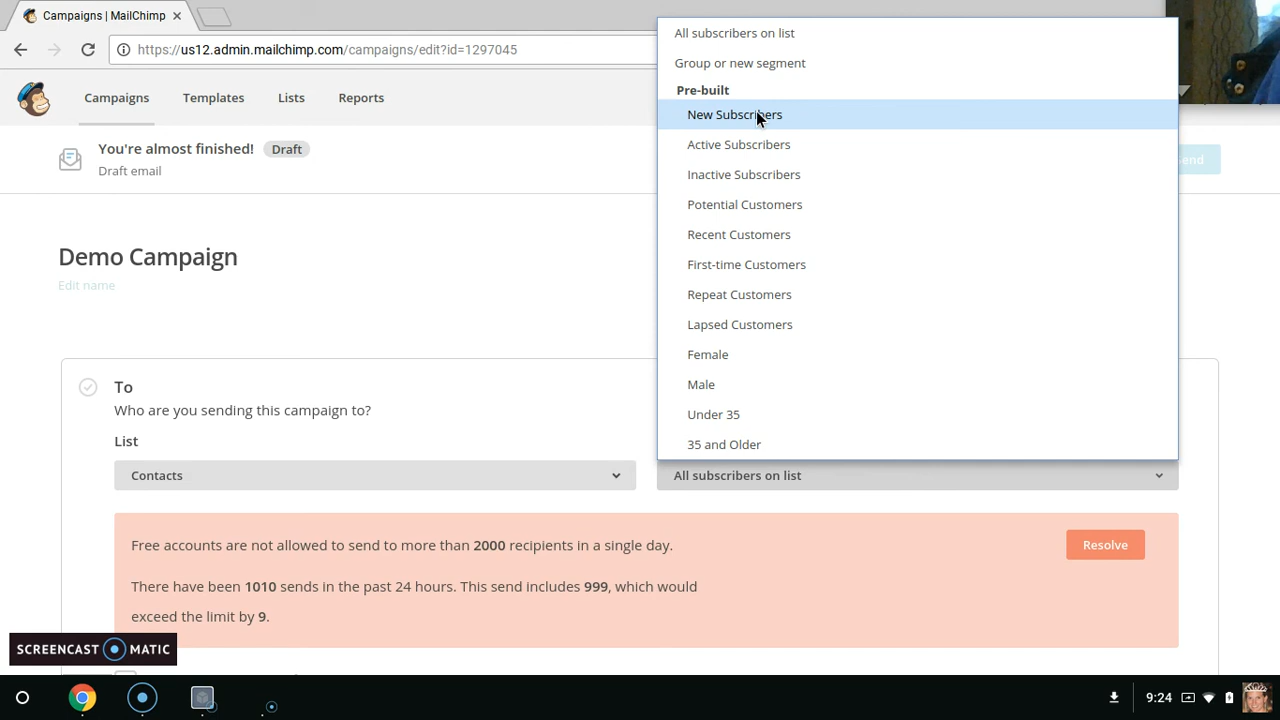 Campaigns | MailChimp
https://us12.admin.mailchimp.com/campaigns/edit?id=1297045
Campaigns
Templates
Lists
Reports
You're almost finished!
Draft
Draft email
Demo Campaign
Edit name
All subscribers on list
Group or new segment
Pre-built
New Subscribers
Active Subscribers
Inactive Subscribers
Potential Customers
Recent Customers
First-time Customers
Repeat Customers
Lapsed Customers
Female
Male
Under 35
35 and Older
To
Who are you sending this campaign to?
List
Contacts
All subscribers on list
Free accounts are not allowed to send to more than 2000 recipients in a single day.
Resolve
There have been 1010 sends in the past 24 hours. This send includes 999, which would
exceed the limit by 9.
SCREENCAST MATIC
9:24